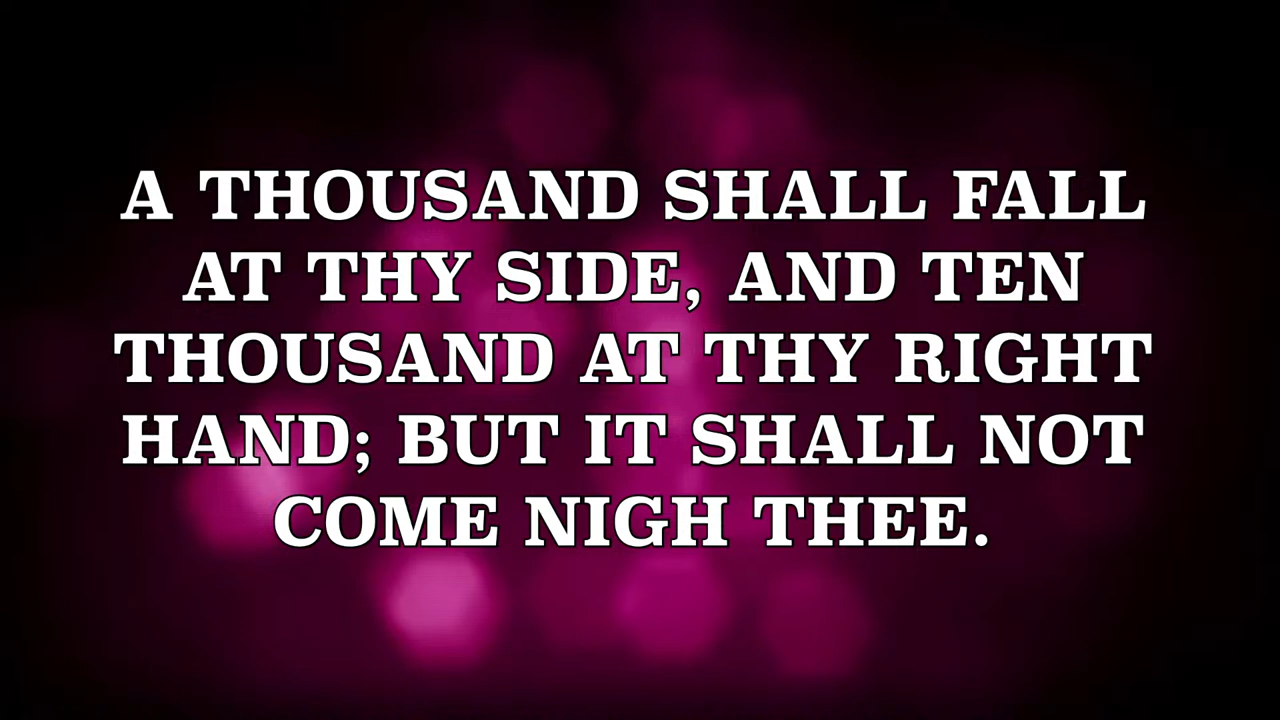 A THOUSAND SHALL FALL
AT THY SIDE, AND TEN
THOUSAND AT THY RIGHT
HAND; BUT IT SHALL NOT
COME NIGH THEE.